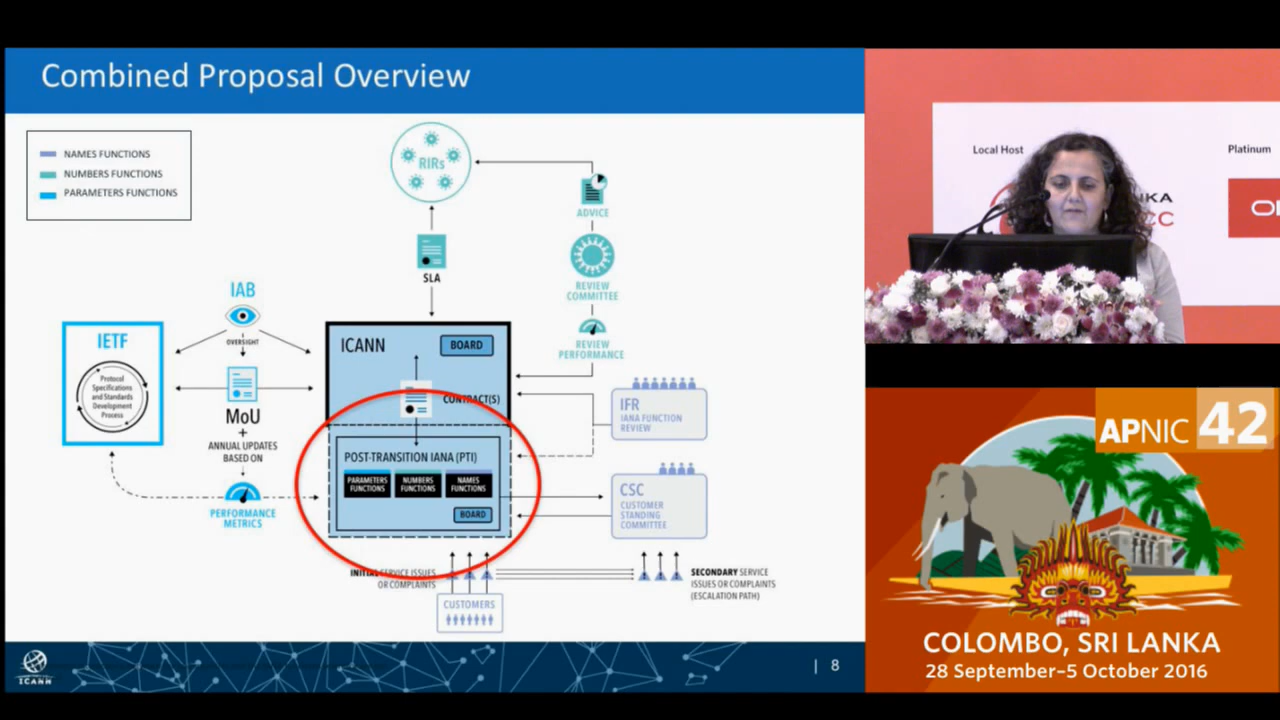 Combined Proposal Overview
NAMES FUNCTIONS
NUMBERS FUNCTIONS
PARAMETERS FUNCTIONS
RIRs
ADVICE
SLA
REVIEW
COMMITTEE
REVIEW
PERFORMANCE
IAB
OVERSIGHT
IETF
Protocol
Specifications
and Standards
Development
Process
MoU
+
ANNUAL UPDATES
BASED ON
PERFORMANCE
METRICS
ICANN
BOARD
CONTRACT(S)
POST-TRANSITION IANA (PTI)
PARAMETERS
FUNCTIONS
NUMBERS
FUNCTIONS
NAMES
FUNCTIONS
BOARD
IFR
IANA FUNCTION
REVIEW
CSC
CUSTOMER
STANDING
COMMITTEE
INITIAL SERVICE ISSUES
OR COMPLAINTS
SECONDARY SERVICE
ISSUES OR COMPLAINTS
(ESCALATION PATH)
CUSTOMERS
ICANN
| 8
Local Host
Platinum
APNIC 42
COLOMBO, SRI LANKA
28 September–5 October 2016